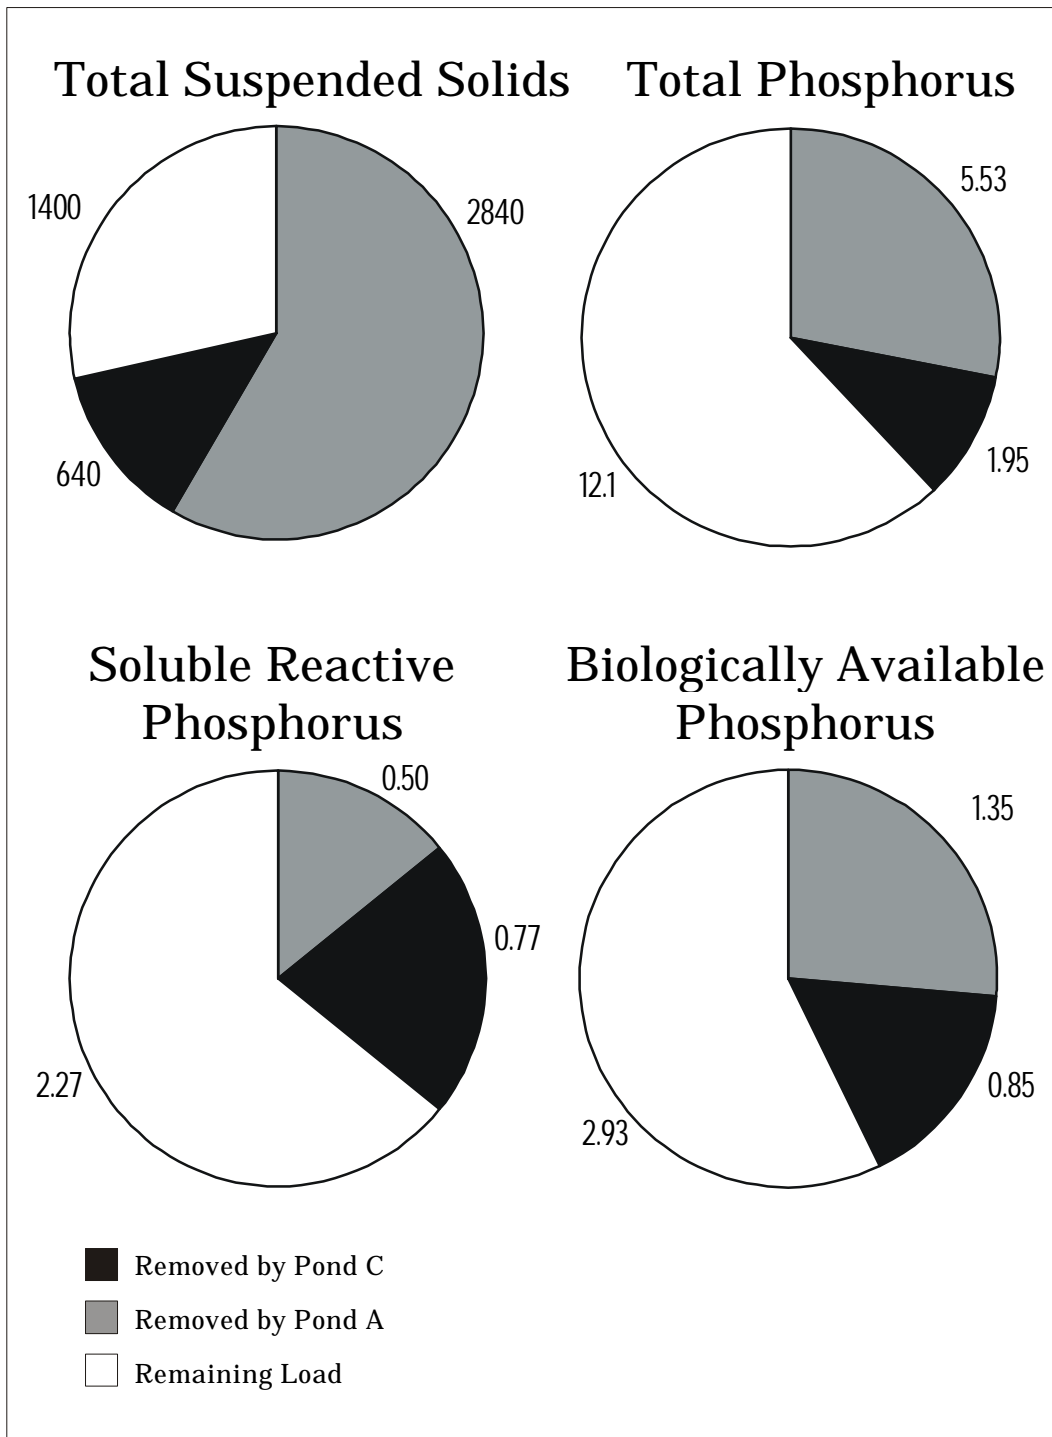 Total Suspended Solids
1400
2840
640
Total Phosphorus
5.53
1.95
12.1
Soluble Reactive
Phosphorus
0.50
0.77
2.27
Biologically Available
Phosphorus
1.35
0.85
2.93
Removed by Pond C
Removed by Pond A
Remaining Load